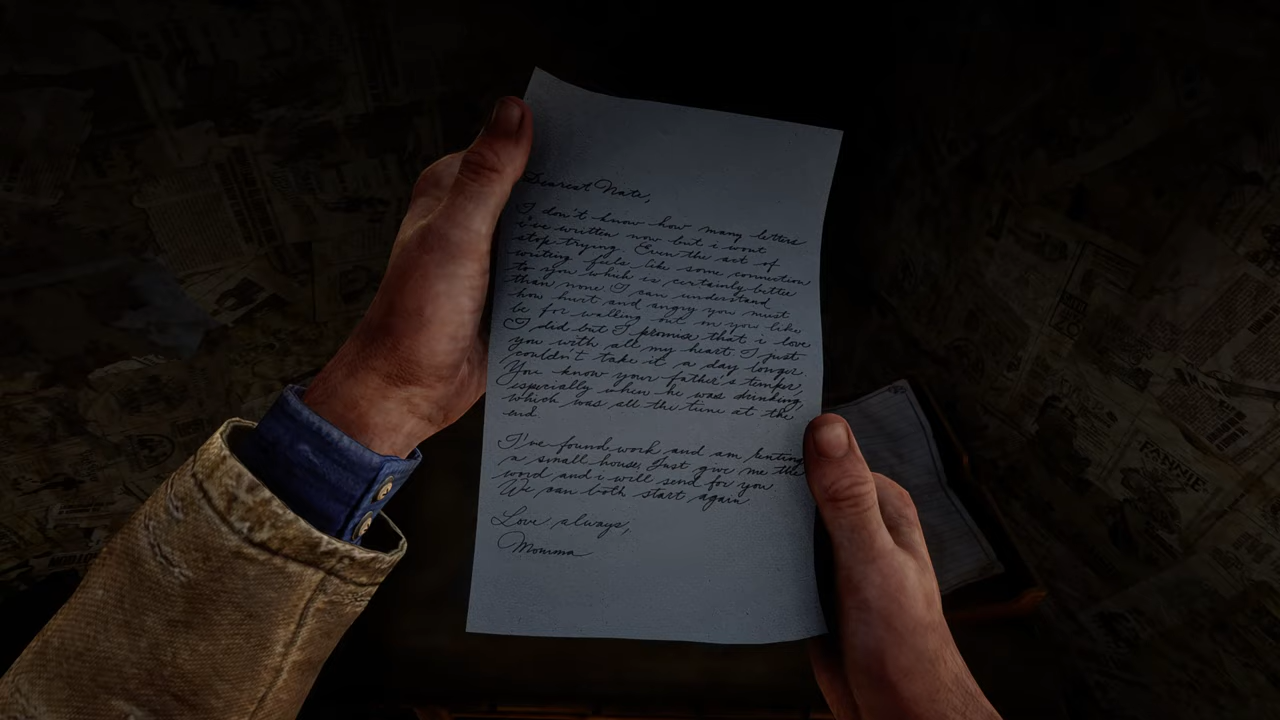 Dearest Nate,
I don't know how many letters
i've written now but i wont
stop trying. Even the act of
writing feels like some connection
to you which is certainly better
than none. I can understand
how hurt and angry you must
be for walking out on you like
I did but I promise that i love
you with all my heart. I just
couldn't take it a day longer.
You know your father's temper,
especially when he was drinking,
which was all the time at the
end.
I've found work and am renting
a small house. Just give me the
word and i will send for you.
We can both start again.
Love always,
Momma
FANNIE